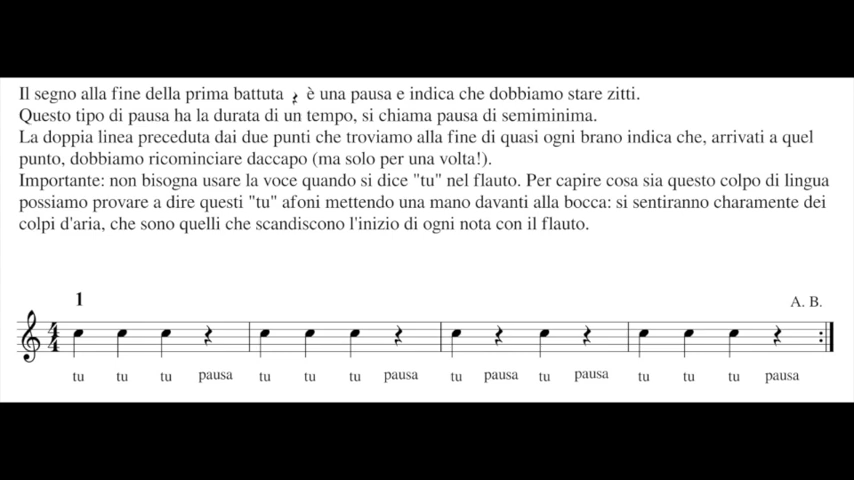 Il segno alla fine della prima battuta è una pausa e indica che dobbiamo stare zitti.
Questo tipo di pausa ha la durata di un tempo, si chiama pausa di semiminima.
La doppia linea preceduta dai due punti che troviamo alla fine di quasi ogni brano indica che, arrivati a quel
punto, dobbiamo ricominciare daccapo (ma solo per una volta!).
Importante: non bisogna usare la voce quando si dice "tu" nel flauto. Per capire cosa sia questo colpo di lingua
possiamo provare a dire questi "tu" afoni mettendo una mano davanti alla bocca: si sentiranno charamente dei
colpi d'aria, che sono quelli che scandiscono l'inizio di ogni nota con il flauto.
1
A. B.
4
4
tu tu tu pausa tu tu tu pausa tu pausa tu pausa tu tu tu pausa